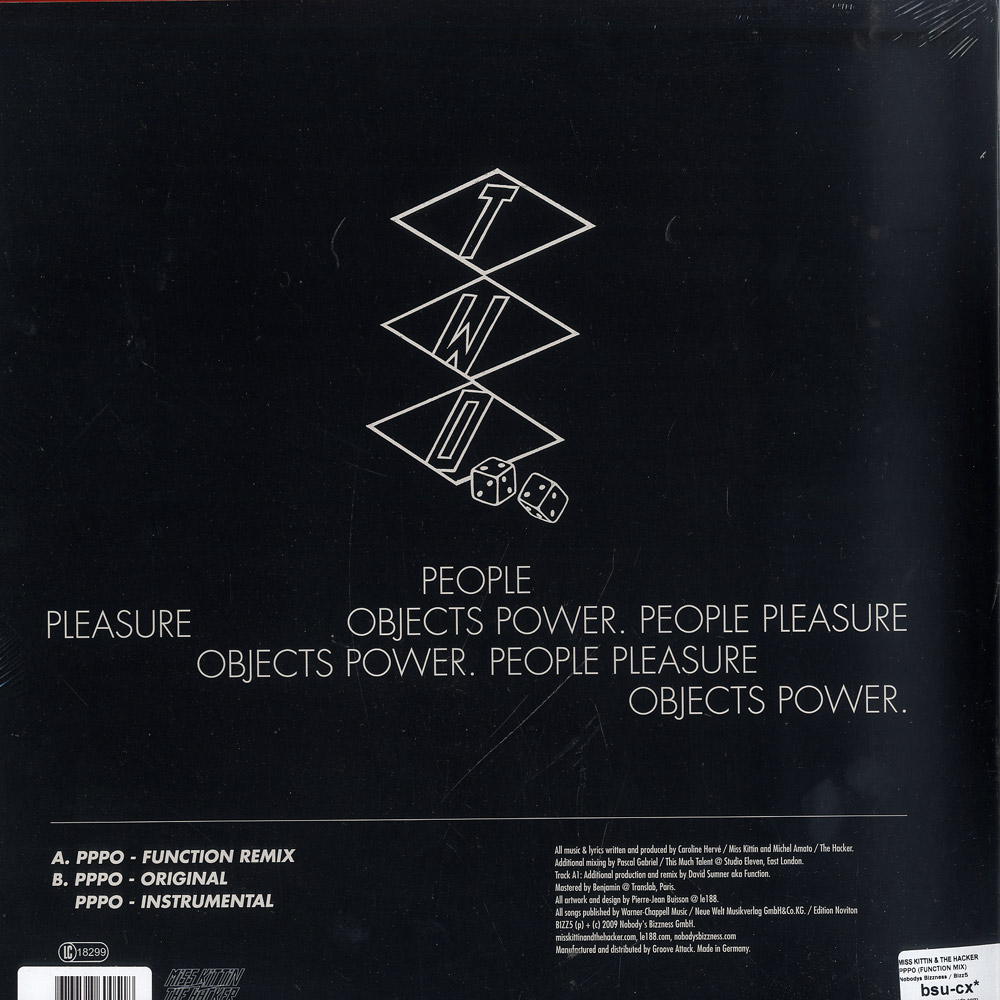 T
W
O
PEOPLE
PLEASURE OBJECTS POWER. PEOPLE PLEASURE
OBJECTS POWER. PEOPLE PLEASURE
OBJECTS POWER.
A. PPPO - FUNCTION REMIX
B. PPPO - ORIGINAL
PPPO - INSTRUMENTAL
All music & lyrics written and produced by Caroline Hervé / Miss Kittin and Michel Amato / The Hacker.
Additional mixing by Pascal Gabriel / This Much Talent @ Studio Eleven, East London.
Track A1: Additional production and remix by David Sumner aka Function.
Mastered by Benjamin @ Translab, Paris.
All artwork and design by Pierre-Jean Buisson @ le188.
All songs published by Warner-Chappell Music / Neue Welt Musikverlag GmbH&Co.KG. / Edition Noviton
BIZZ5 (p) + (c) 2009 Nobody's Bizzness GmbH.
misskittinandthehacker.com, le188.com, nobodysbizzness.com
Manufactured and distributed by Groove Attack. Made in Germany.
LC 18299
MISS KITTIN
THE HACKER
MISS KITTIN & THE HACKER
PPPO (FUNCTION MIX)
Nobodys Bizzness / Bizz5
bsu-cx*